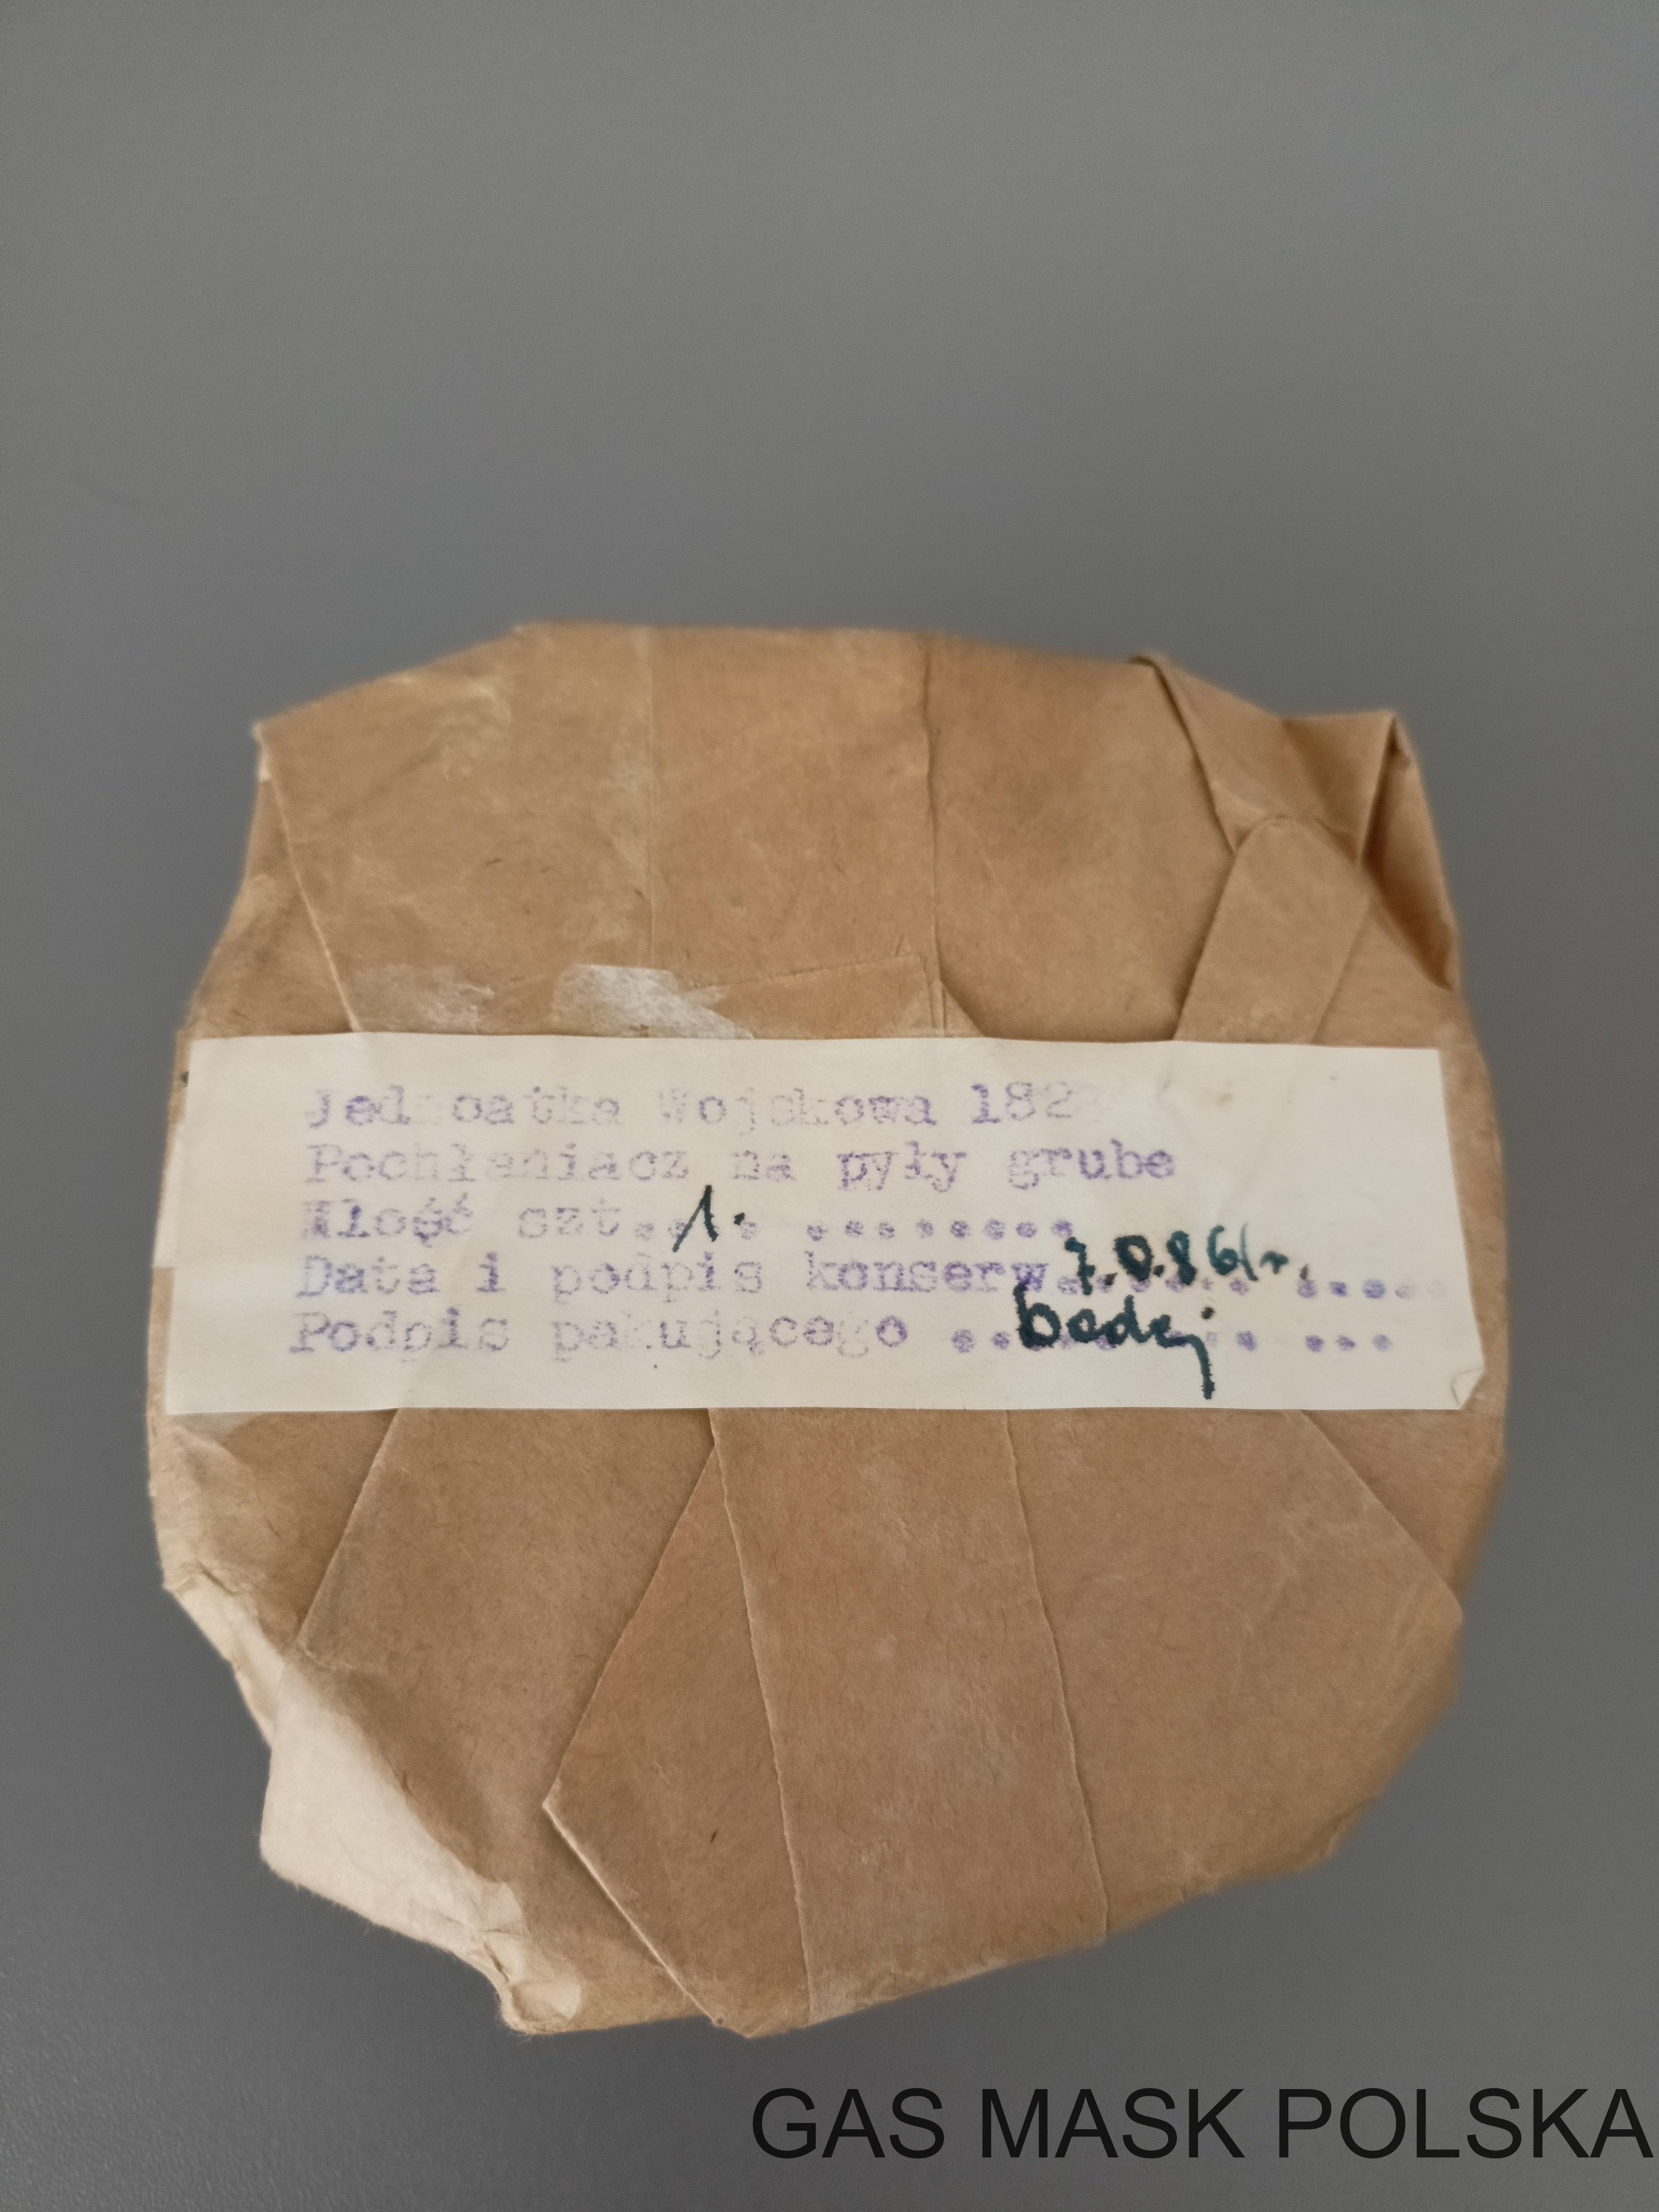 Jednostka Wojskowa 182
Pochłaniacz na pyły grube
Ilość szt.... 1. .........
Data i podpis konserw. 7.0.86/r. .....
Podpis pakującego ........ ...
GAS MASK POLSKA